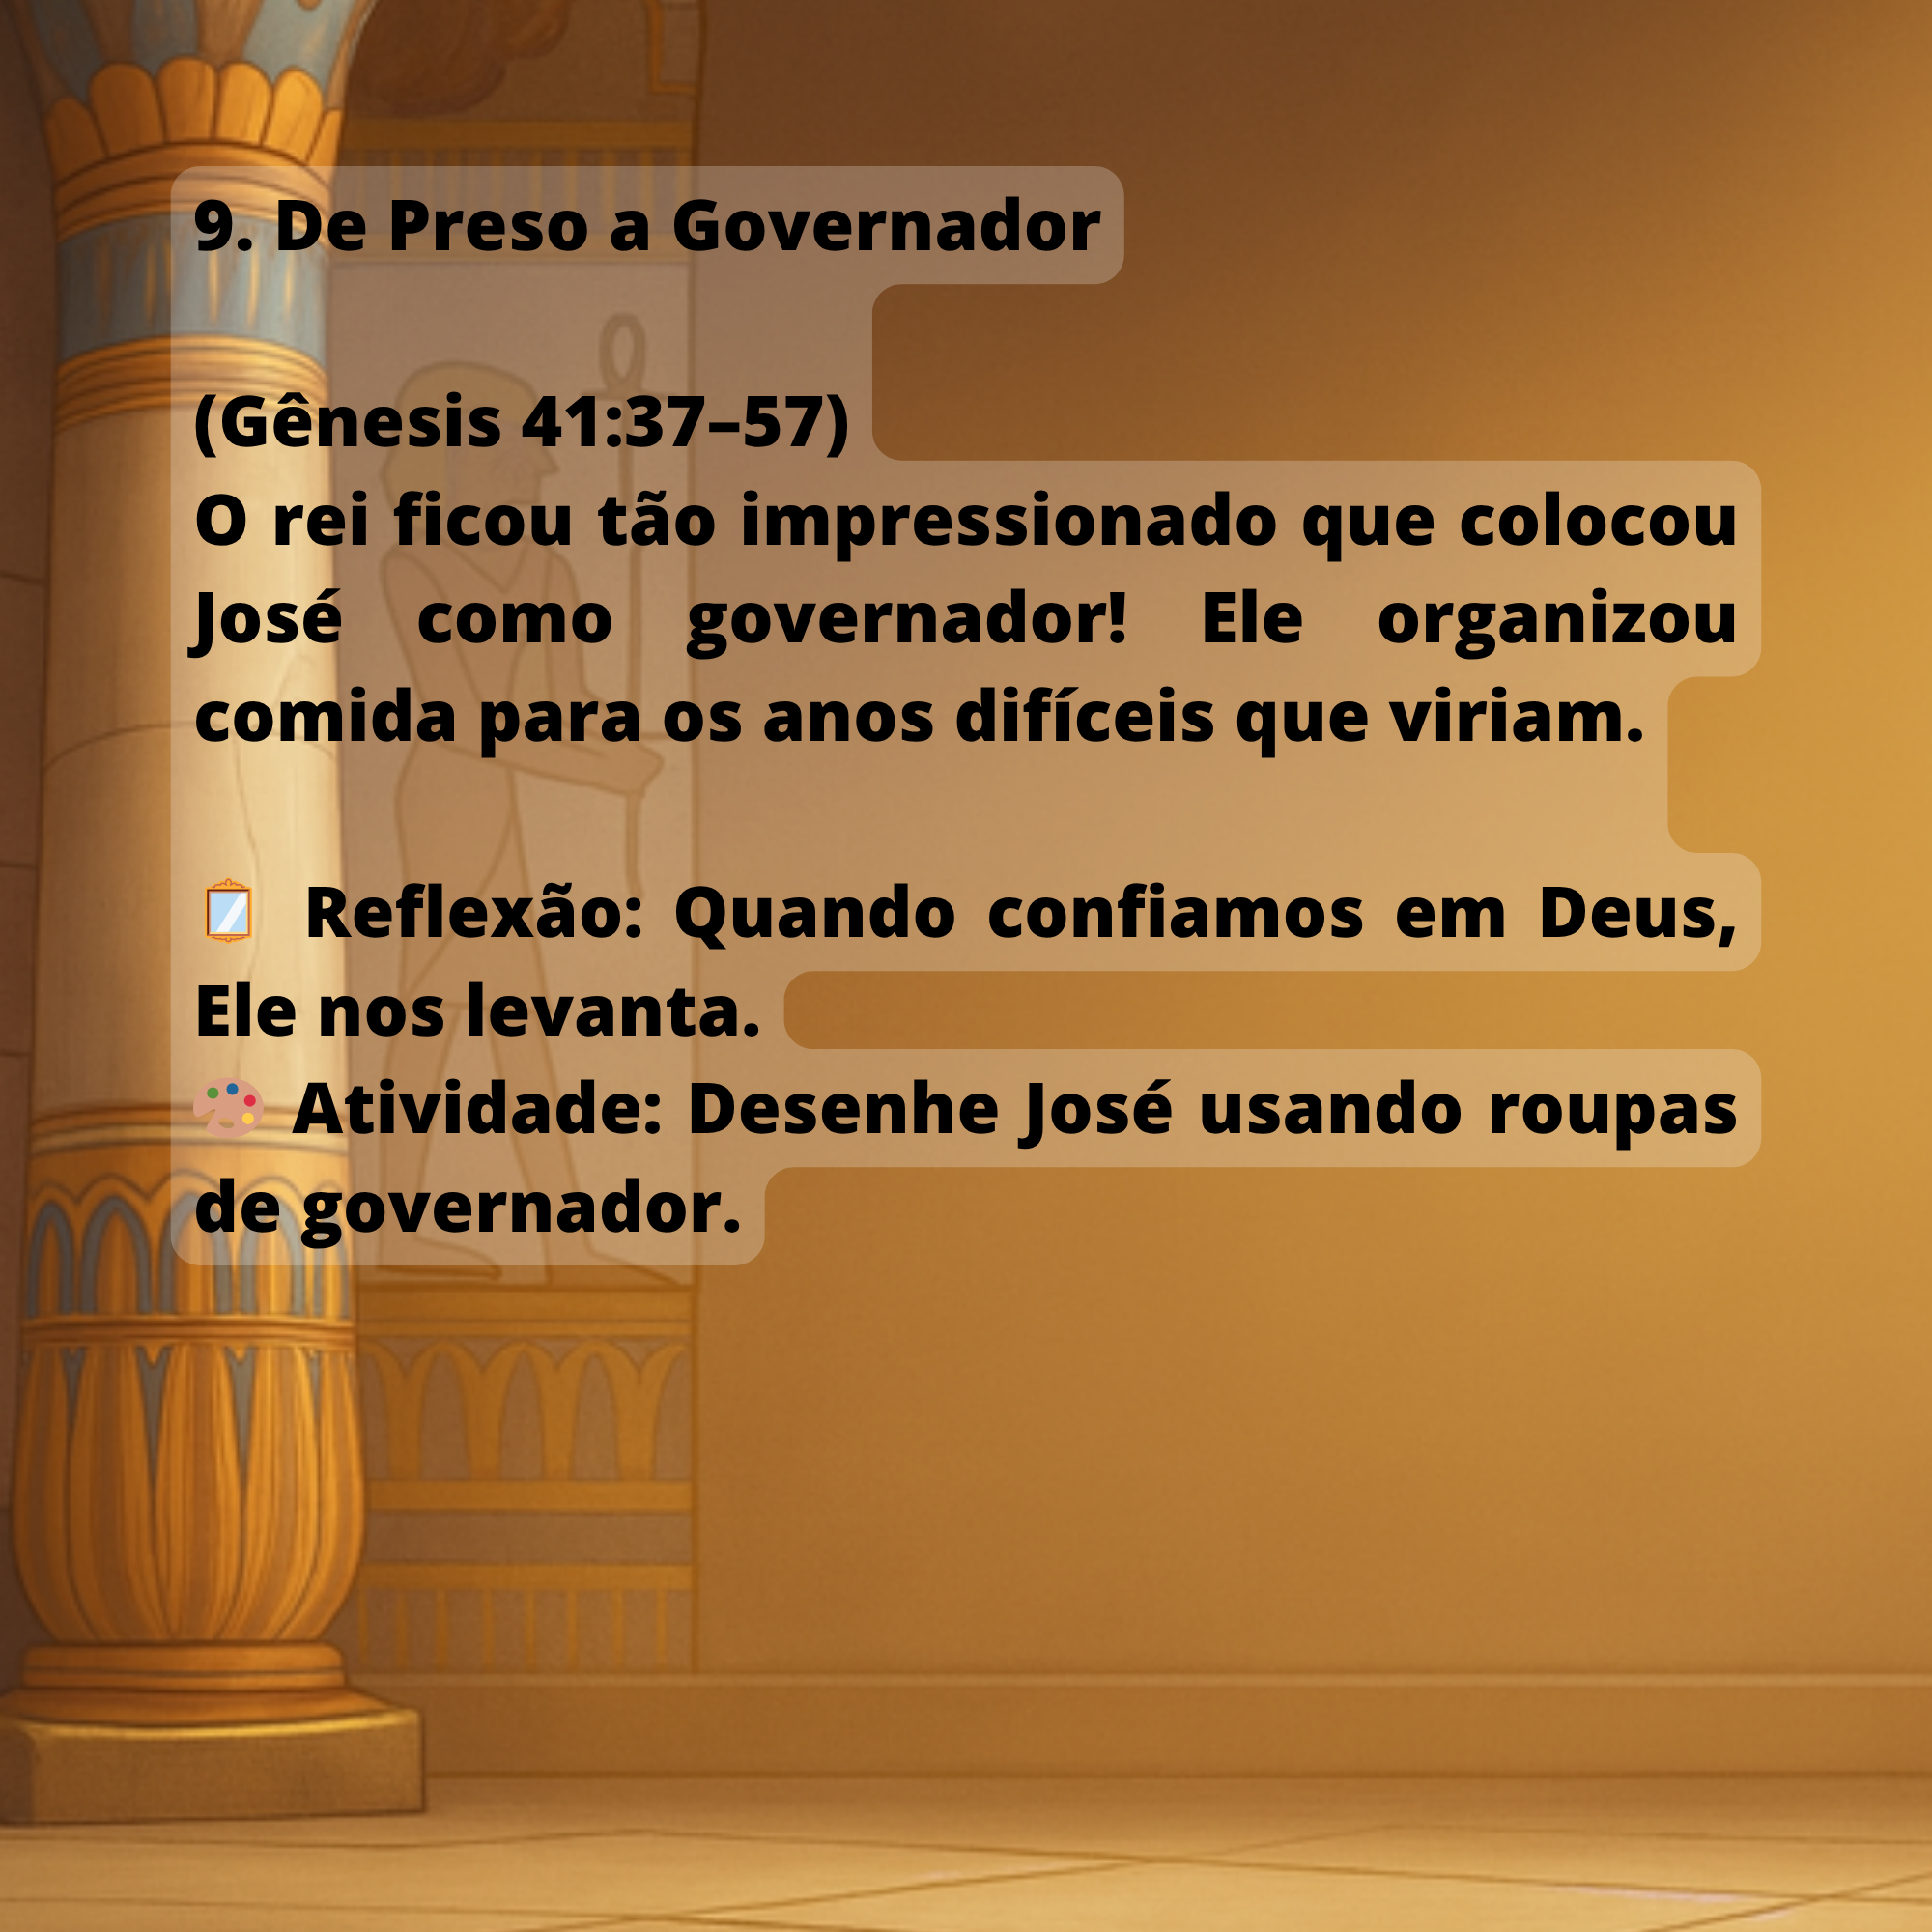 9. De Preso a Governador
(Gênesis 41:37–57)
O rei ficou tão impressionado que colocou
José como governador! Ele organizou
comida para os anos difíceis que viriam.
🪞 Reflexão: Quando confiamos em Deus,
Ele nos levanta.
🎨 Atividade: Desenhe José usando roupas
de governador.